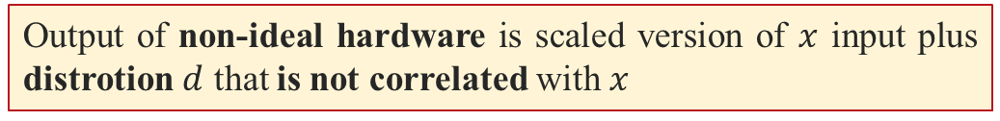 Output of non-ideal hardware is scaled version of x input plus
distrotion d that is not correlated with x